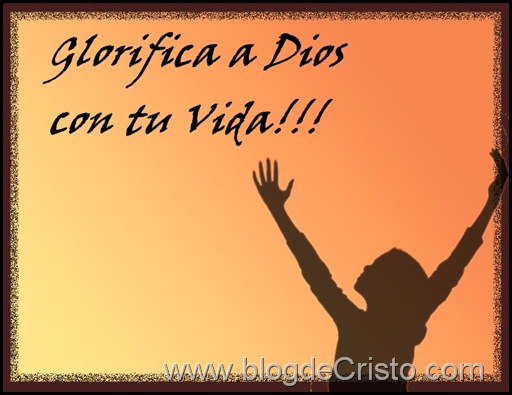 Glorifica a Dios
con tu Vida!!!
www.blogdeCristo.com